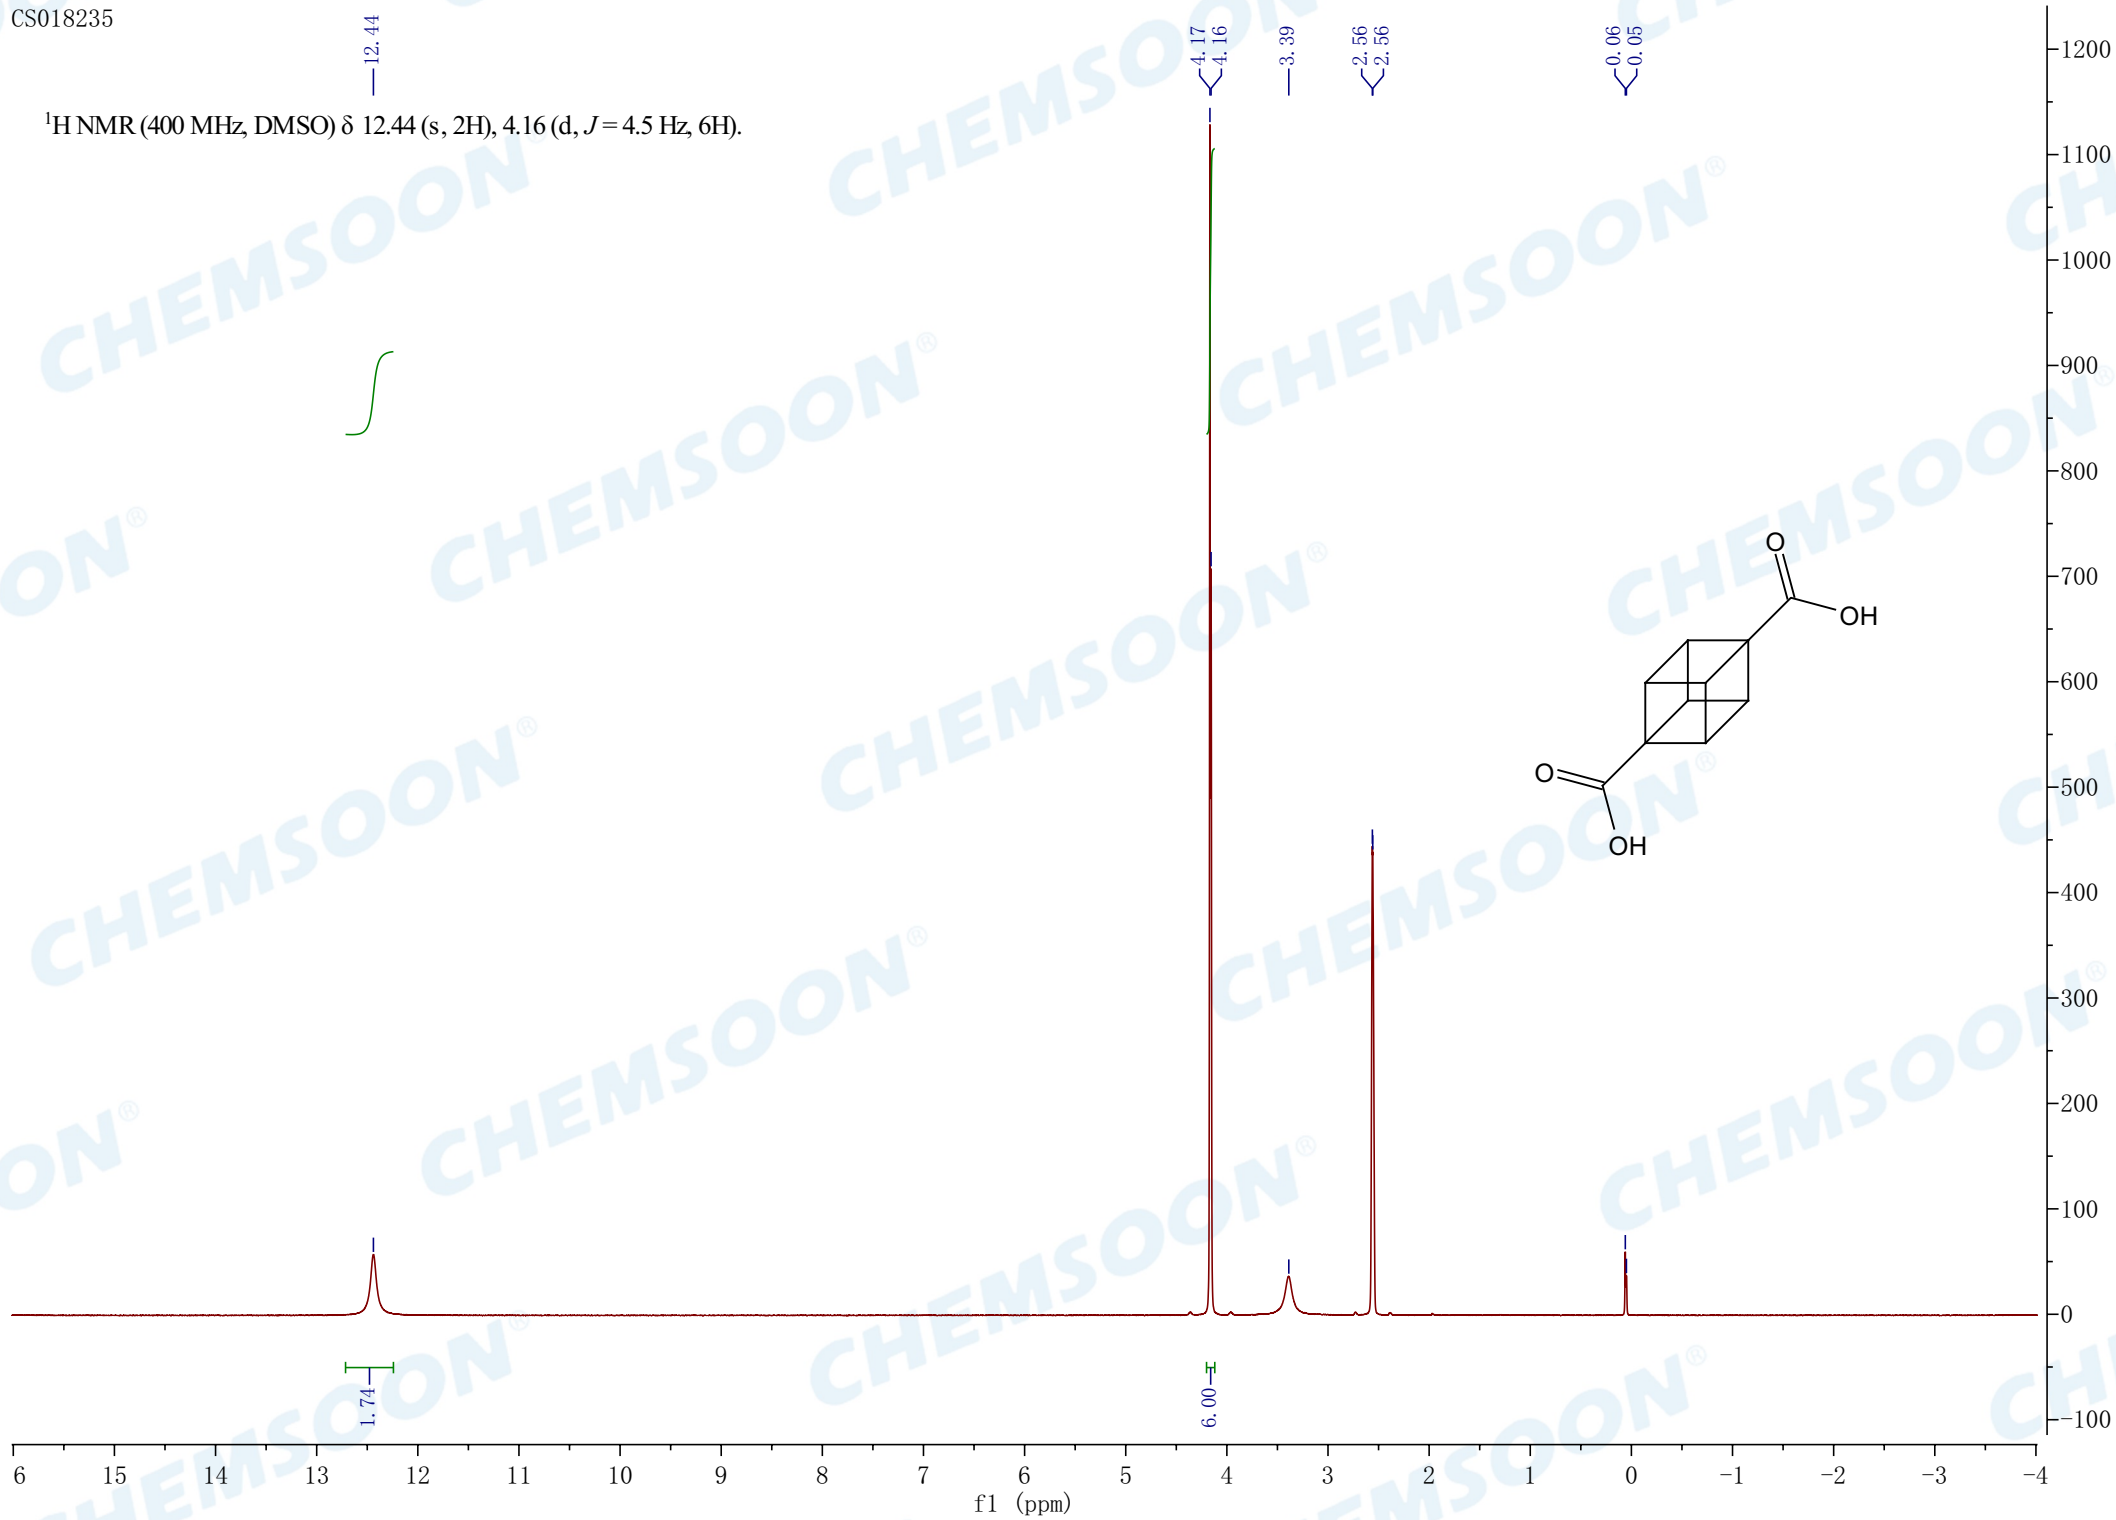 CS018235
12.44
4.17
4.16
3.39
2.56
2.56
0.06
0.05
¹H NMR (400 MHz, DMSO) δ 12.44 (s, 2H), 4.16 (d, J = 4.5 Hz, 6H).
1200
1100
1000
900
800
700
600
500
400
300
200
100
0
-100
O
OH
O
OH
1.74
6.00
6 15 14 13 12 11 10 9 8 7 6 5 4 3 2 1 0 -1 -2 -3 -4
f1 (ppm)
CHEMSOON®